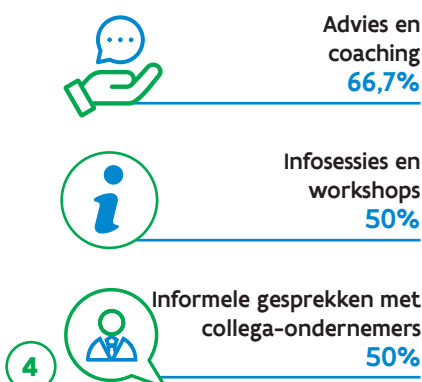 Advies en
coaching
66,7%
Infosessies en
workshops
50%
Informele gesprekken met
collega-ondernemers
50%
4